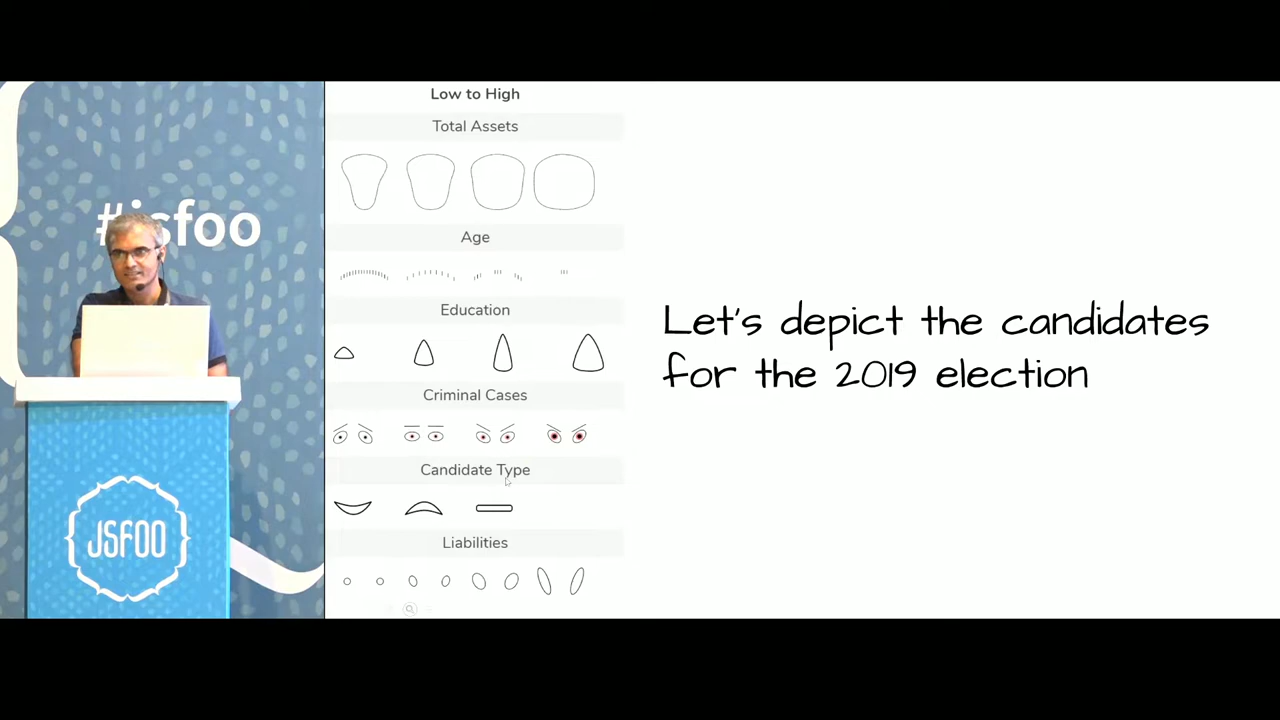 #jsfoo
JSFOO
Low to High
Total Assets
Age
Education
Criminal Cases
Candidate Type
Liabilities
Let's depict the candidates
for the 2019 election